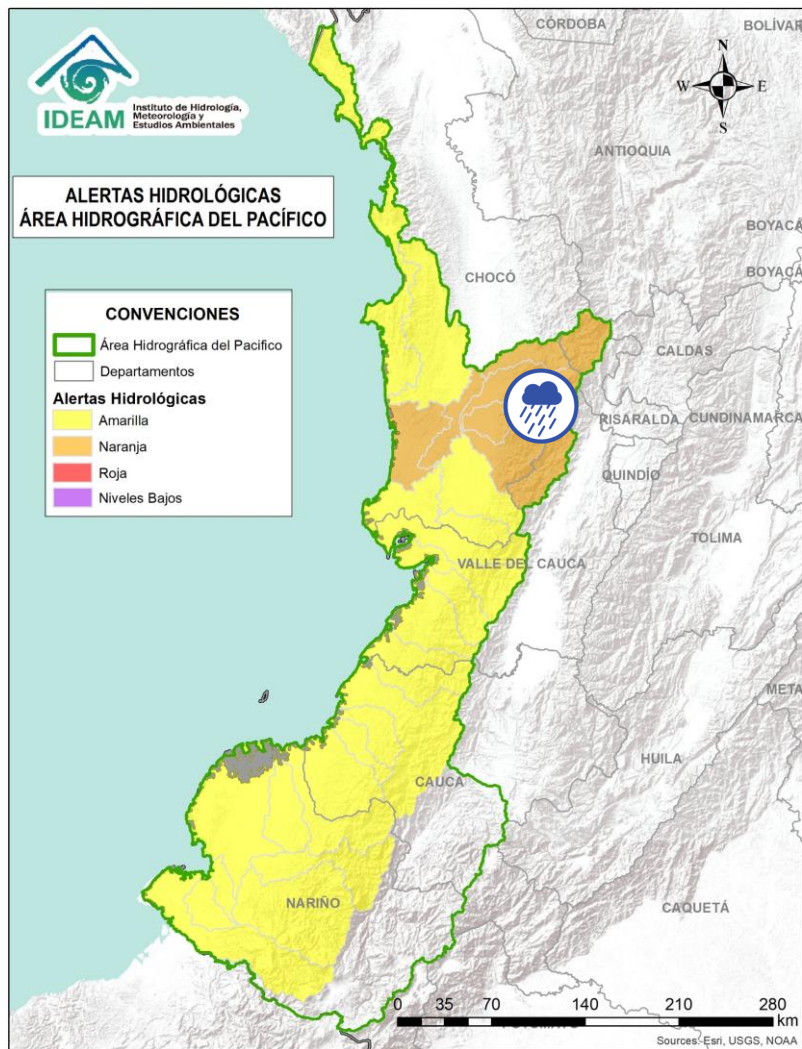 CÓRDOBA
BOLÍVAR
IDEAM
Instituto de Hidrología,
Meteorología y
Estudios Ambientales
N
W
E
S
ANTIOQUIA
ALERTAS HIDROLÓGICAS
ÁREA HIDROGRÁFICA DEL PACÍFICO
BOYACÁ
BOYACÁ
CHOCÓ
CONVENCIONES
Área Hidrográfica del Pacifico
Departamentos
Alertas Hidrológicas
Amarilla
Naranja
Roja
Niveles Bajos
CALDAS
RISARALDA
CUNDINAMARCA
QUINDÍO
TOLIMA
VALLE DEL CAUCA
META
HUILA
CAUCA
NARIÑO
CAQUETÁ
0 35 70 140 210 280
km
Sources: Esri, USGS, NOAA